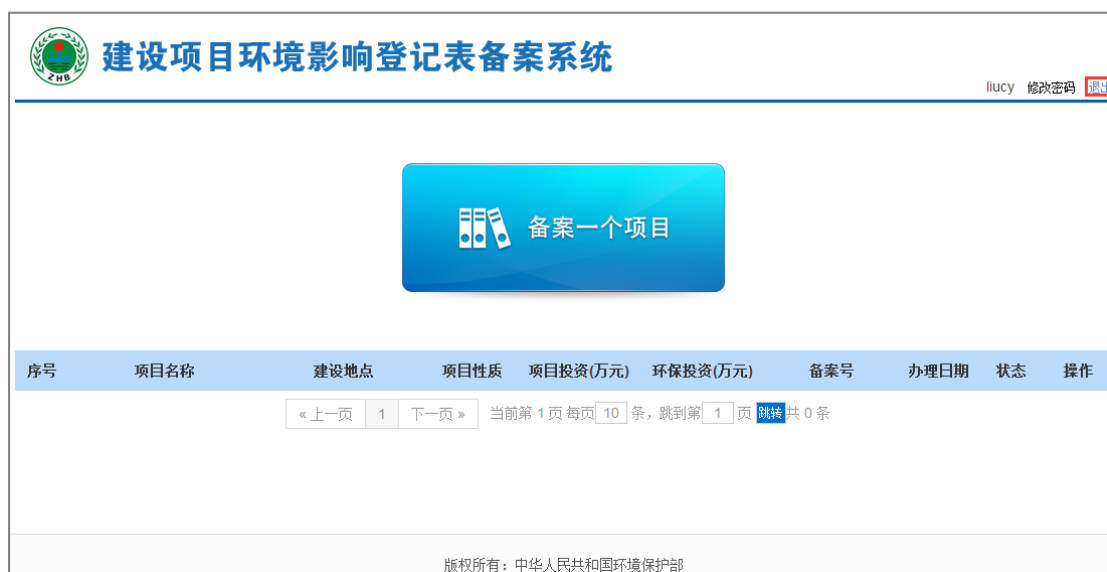 建设项目环境影响登记表备案系统
ZHB
liucy 修改密码 退出
备案一个项目
序号 项目名称 建设地点 项目性质 项目投资(万元) 环保投资(万元) 备案号 办理日期 状态 操作
« 上一页 1 下一页 » 当前第 1 页 每页 10 条，跳到第 1 页 跳转 共 0 条
版权所有：中华人民共和国环境保护部